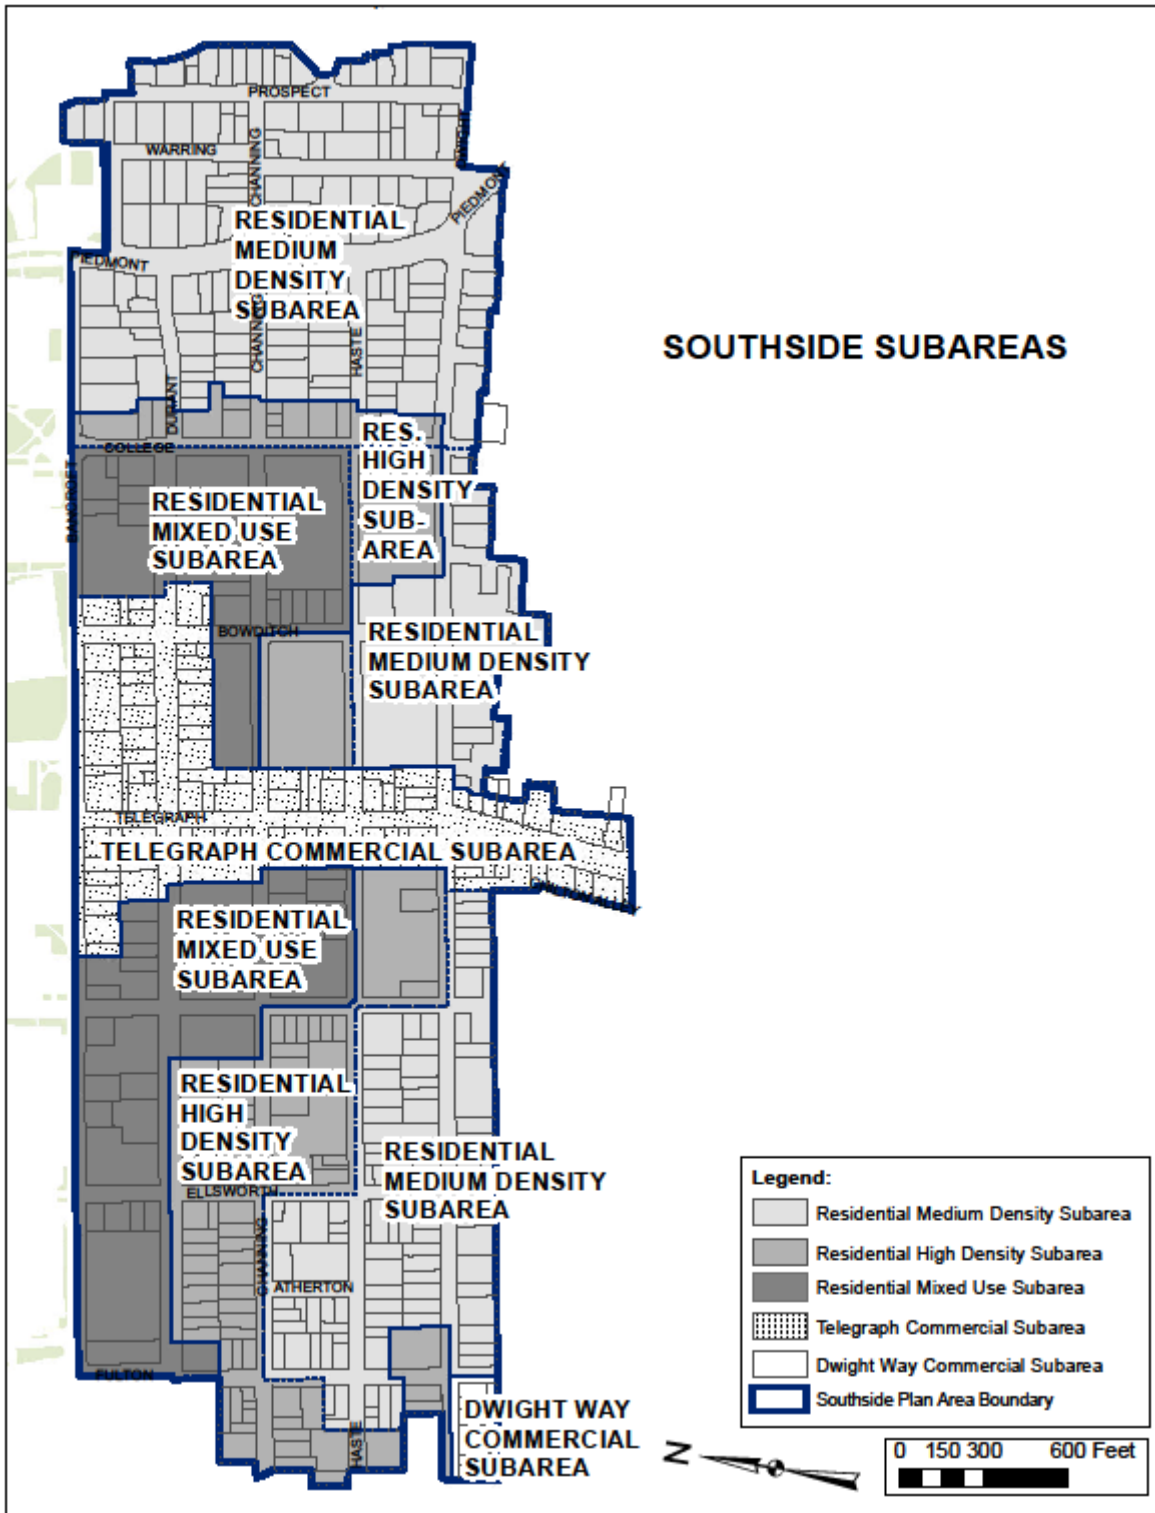 PROSPECT
WARRING
CHANNING
DWIGHT
PIEDMONT
RESIDENTIAL
MEDIUM
DENSITY
SUBAREA
PIEDMONT
CHANNING
HASTE
SOUTHSIDE SUBAREAS
DURANT
COLLEGE
BANCROFT
RES.
HIGH
DENSITY
SUB-
AREA
RESIDENTIAL
MIXED USE
SUBAREA
BOWDITCH
RESIDENTIAL
MEDIUM DENSITY
SUBAREA
TELEGRAPH
TELEGRAPH COMMERCIAL SUBAREA
CHILTON ALLEY
RESIDENTIAL
MIXED USE
SUBAREA
RESIDENTIAL
HIGH
DENSITY
SUBAREA
ELLSWORTH
RESIDENTIAL
MEDIUM DENSITY
SUBAREA
CHANNING
ATHERTON
FULTON
HASTE
DWIGHT WAY
COMMERCIAL
SUBAREA
Legend:
Residential Medium Density Subarea
Residential High Density Subarea
Residential Mixed Use Subarea
Telegraph Commercial Subarea
Dwight Way Commercial Subarea
Southside Plan Area Boundary
N
0 150 300 600 Feet